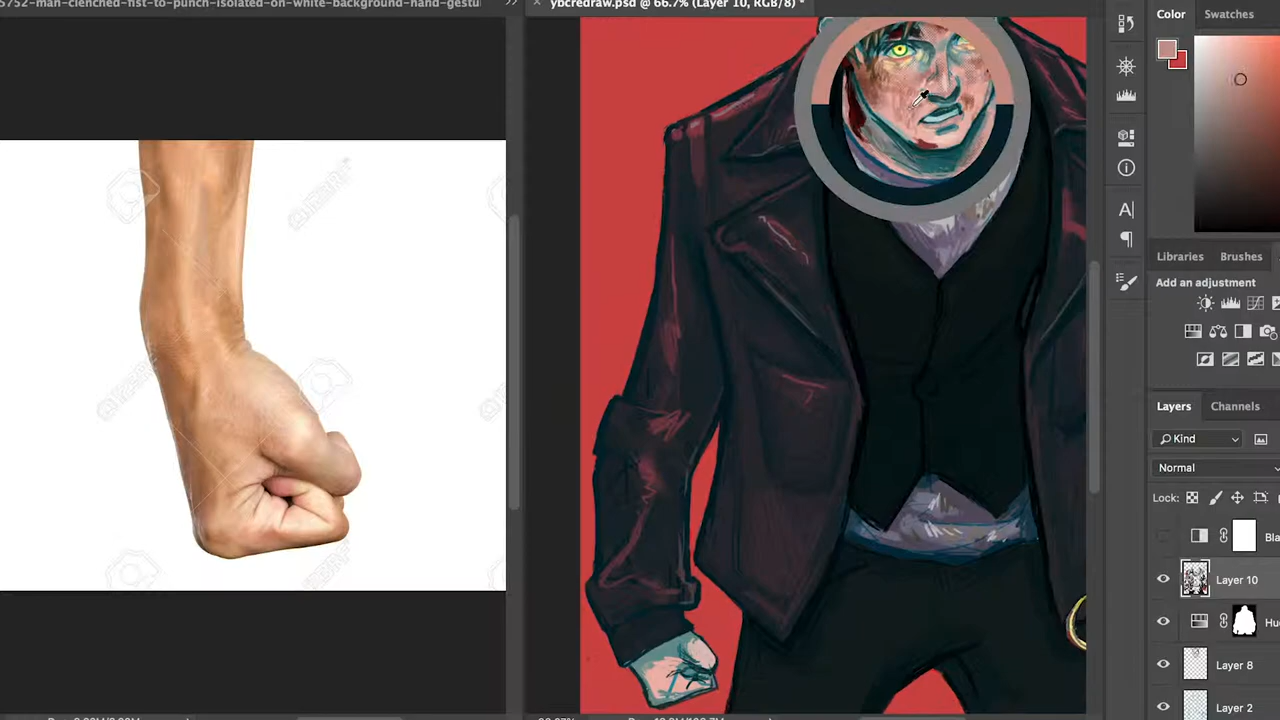 5752-man-clenched-fist-to-punch-isolated-on-white-background-hand-gestu
ybcredraw.psd @ 66.7% (Layer 10, RGB/8) *
Color
Swatches
Libraries
Brushes
Add an adjustment
Layers
Channels
Kind
Normal
Lock:
Bla
Layer 10
Hu
Layer 8
Layer 2